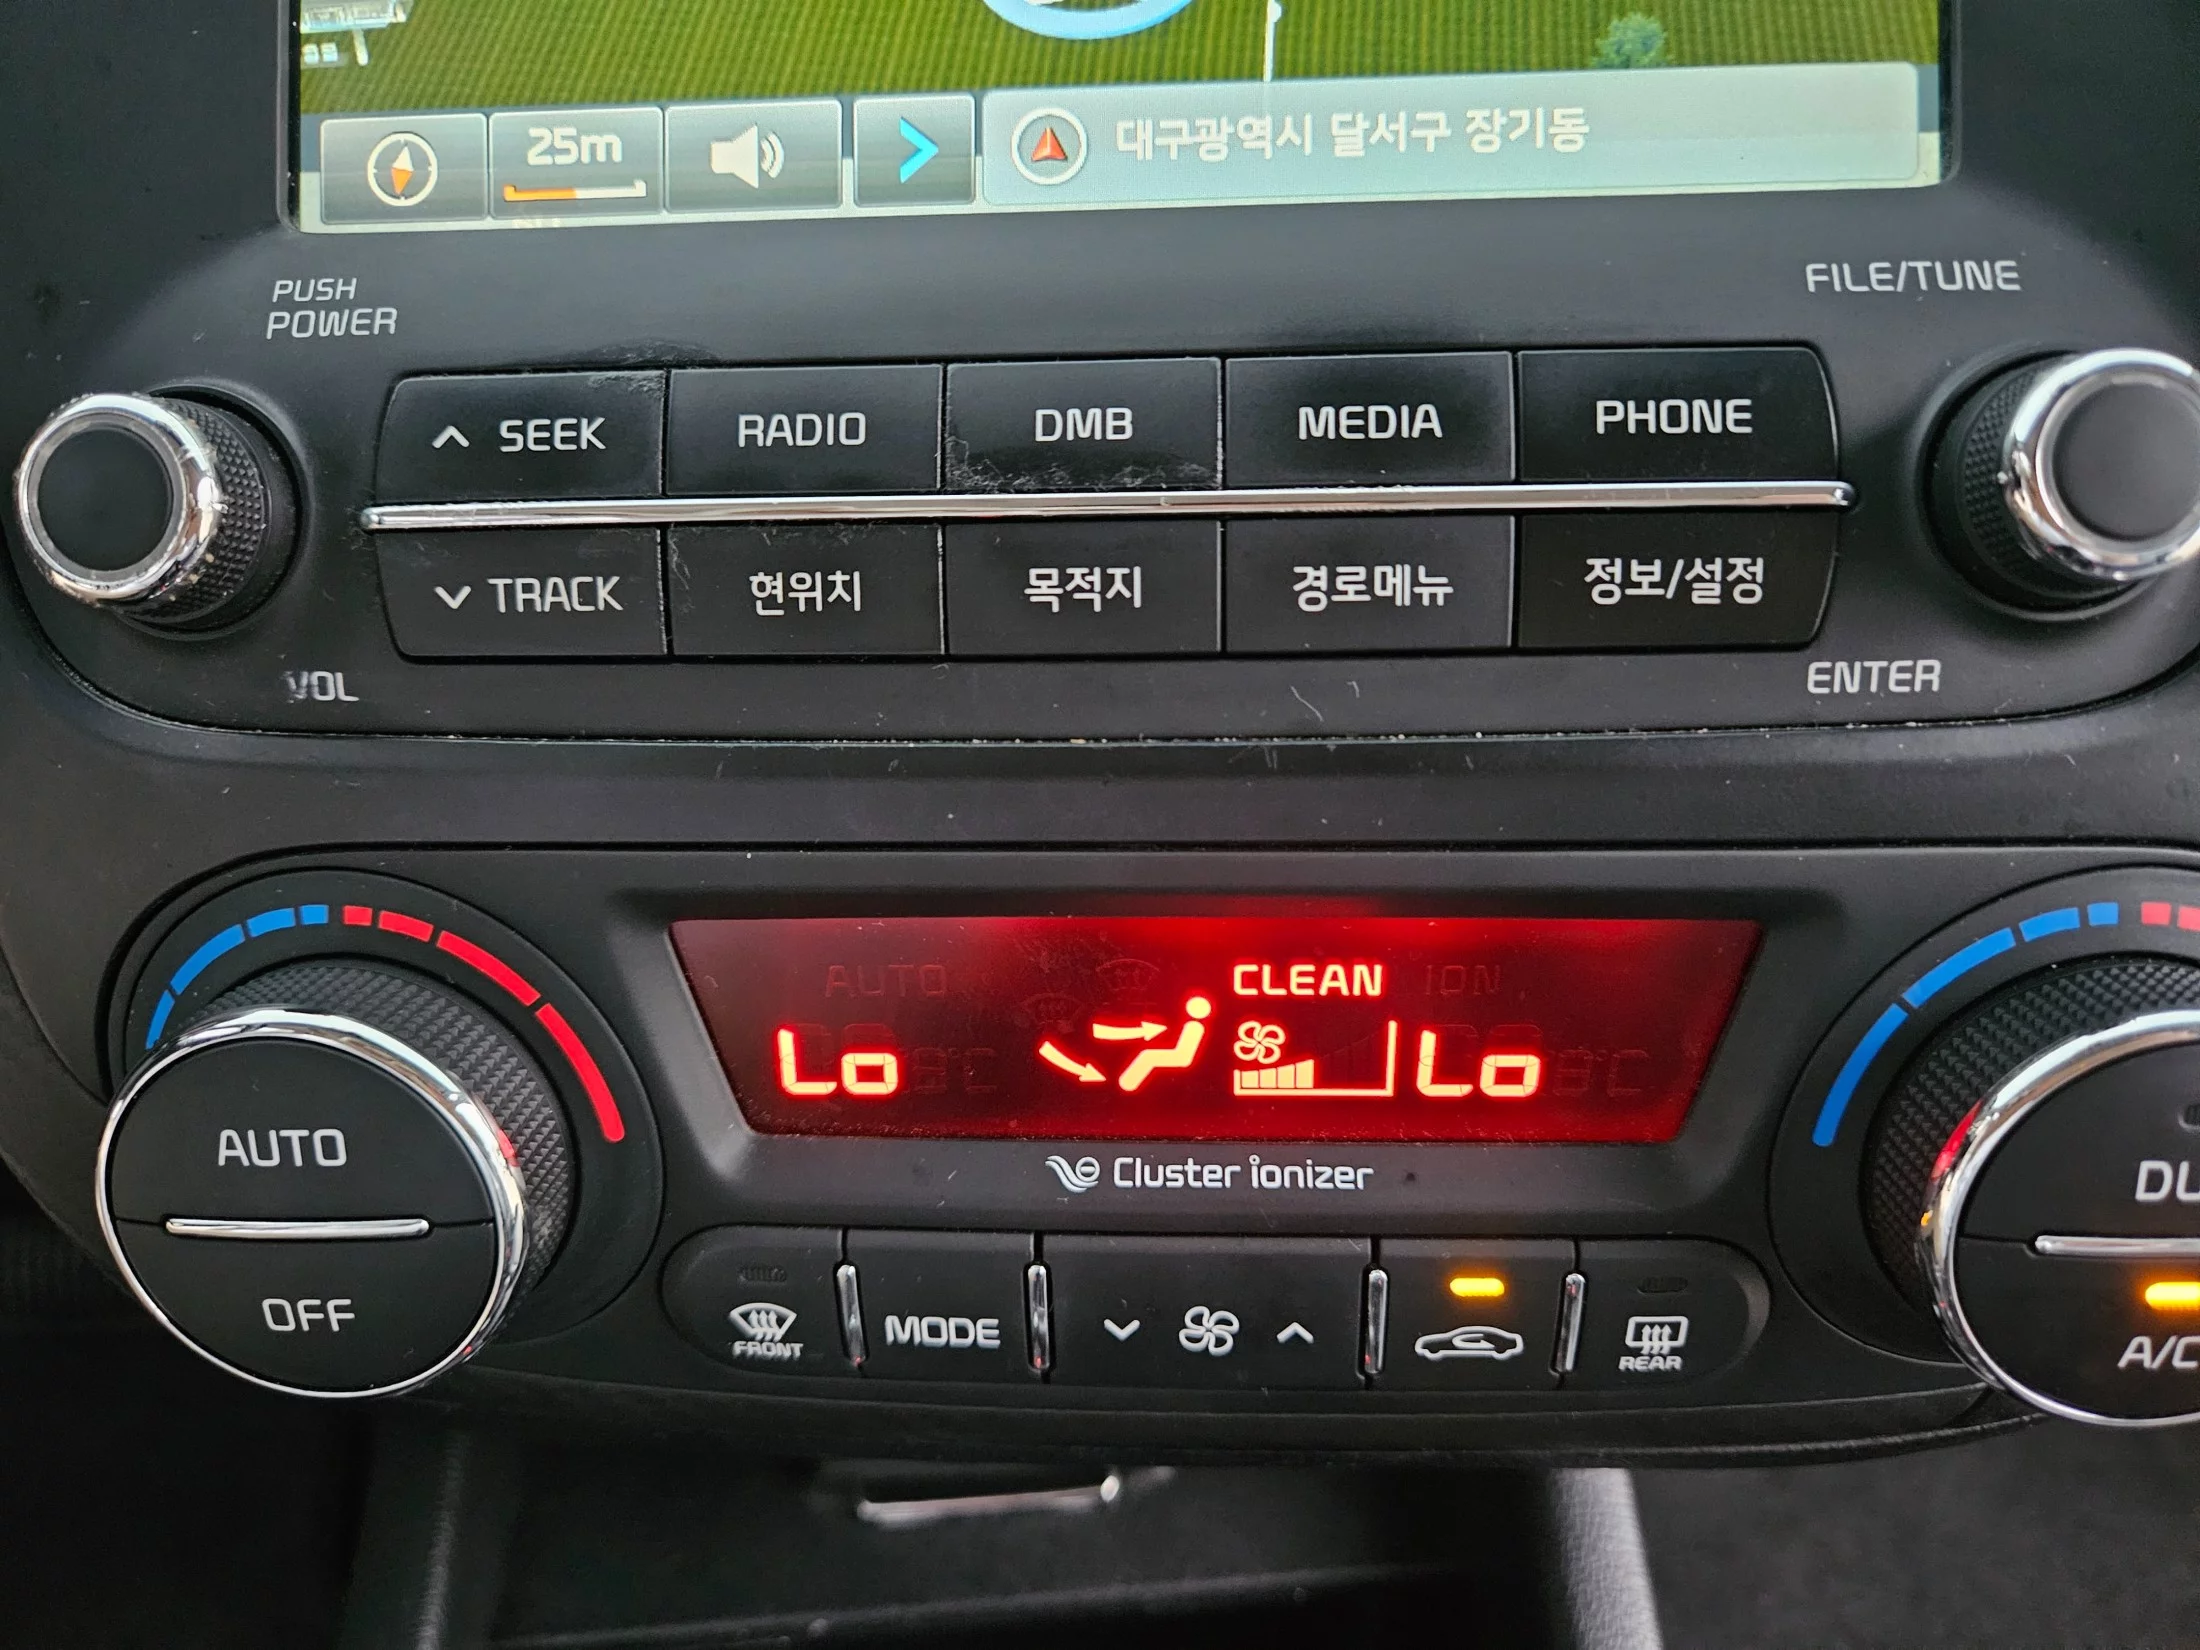 25m
대구광역시 달서구 장기동
PUSH
POWER
FILE/TUNE
SEEK
RADIO
DMB
MEDIA
PHONE
TRACK
현위치
목적지
경로메뉴
정보/설정
VOL
ENTER
AUTO
CLEAN
ION
Lo
Lo
Cluster ionizer
AUTO
OFF
FRONT
MODE
REAR
A/C